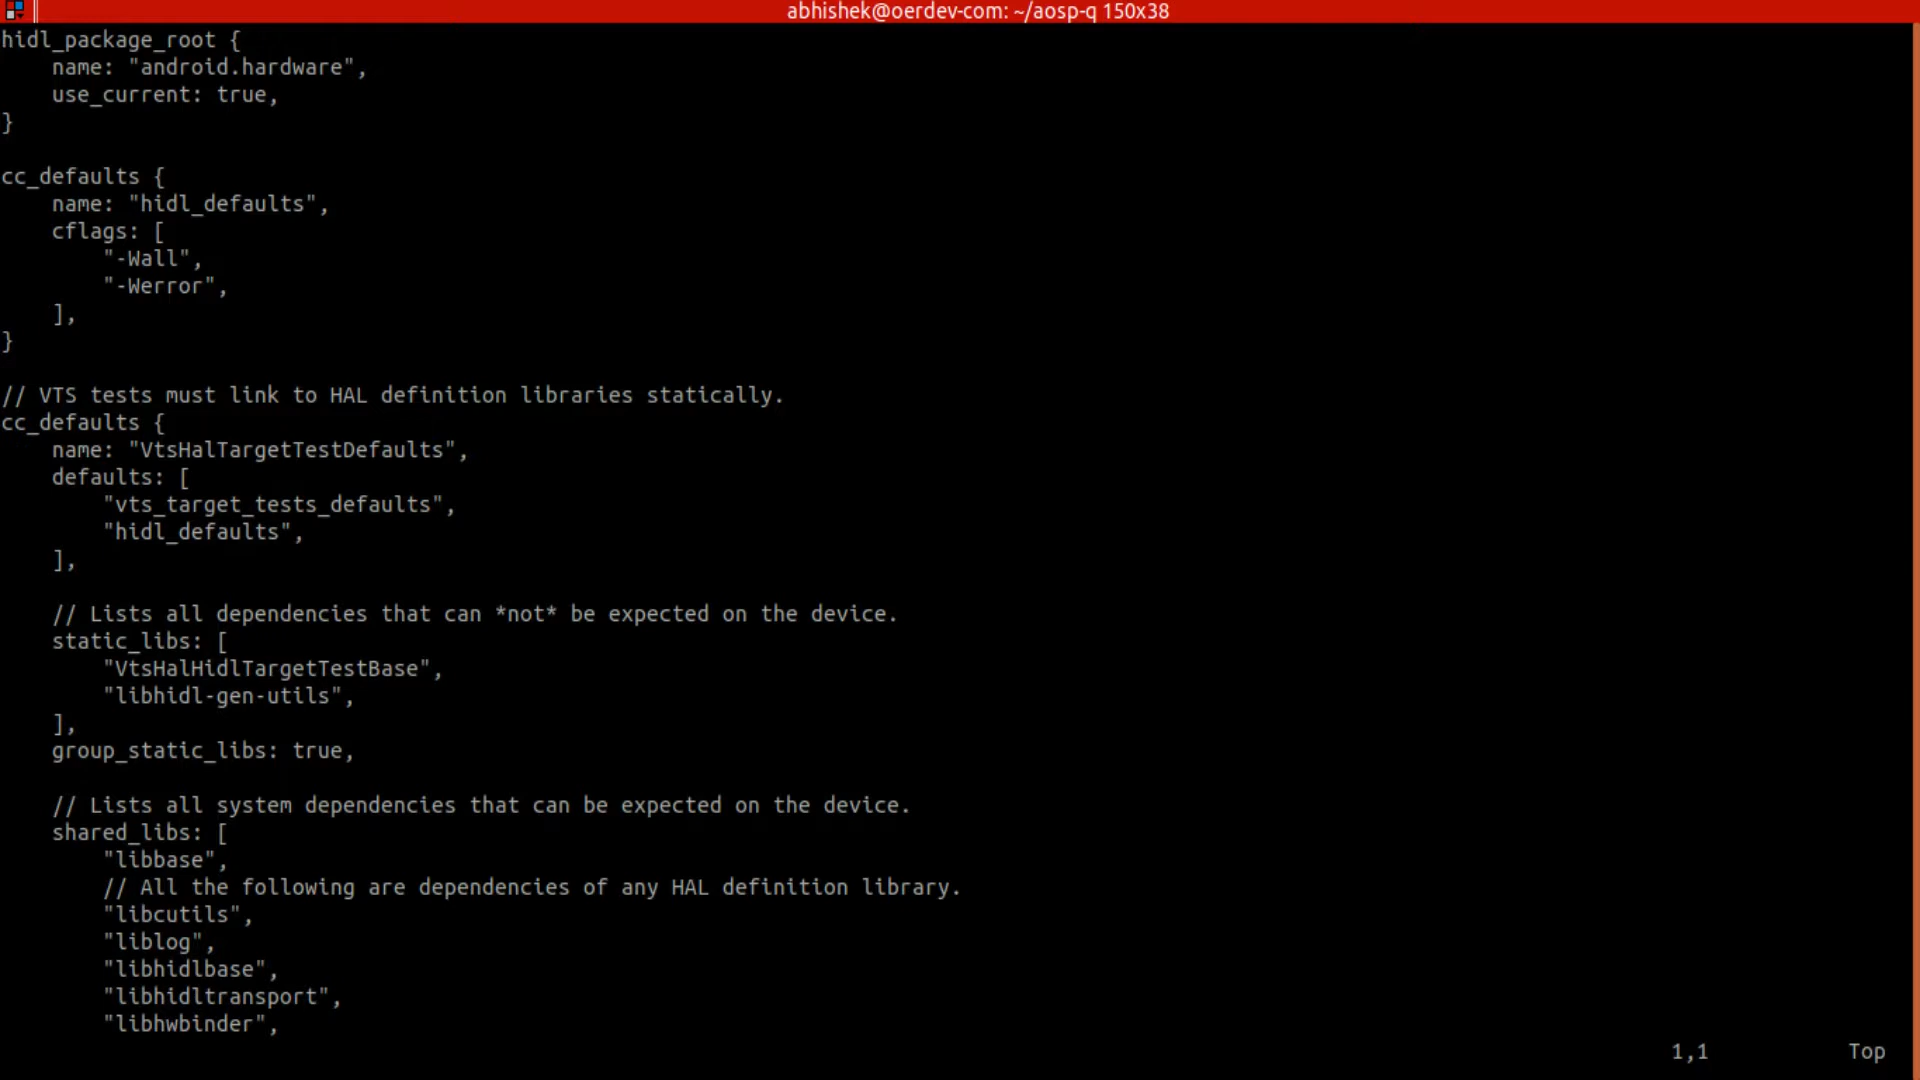 abhishek@oerdev-com: ~/aosp-q 150x38
hidl_package_root {
    name: "android.hardware",
    use_current: true,
}

cc_defaults {
    name: "hidl_defaults",
    cflags: [
        "-Wall",
        "-Werror",
    ],
}

// VTS tests must link to HAL definition libraries statically.
cc_defaults {
    name: "VtsHalTargetTestDefaults",
    defaults: [
        "vts_target_tests_defaults",
        "hidl_defaults",
    ],

    // Lists all dependencies that can *not* be expected on the device.
    static_libs: [
        "VtsHalHidlTargetTestBase",
        "libhidl-gen-utils",
    ],
    group_static_libs: true,

    // Lists all system dependencies that can be expected on the device.
    shared_libs: [
        "libbase",
        // All the following are dependencies of any HAL definition library.
        "libcutils",
        "liblog",
        "libhidlbase",
        "libhidltransport",
        "libhwbinder",
1,1 Top